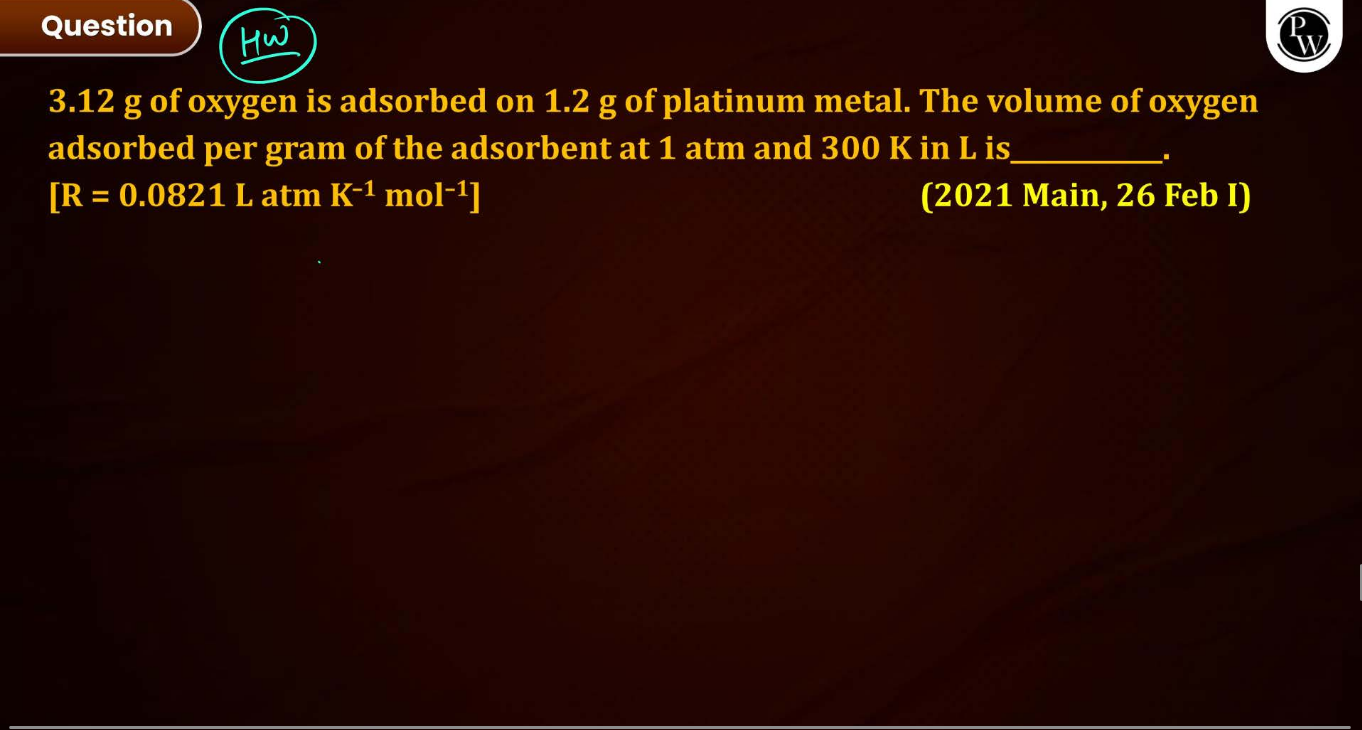 Question
HW
PW
3.12 g of oxygen is adsorbed on 1.2 g of platinum metal. The volume of oxygen
adsorbed per gram of the adsorbent at 1 atm and 300 K in L is__________.
[R = 0.0821 L atm K⁻¹ mol⁻¹] (2021 Main, 26 Feb I)